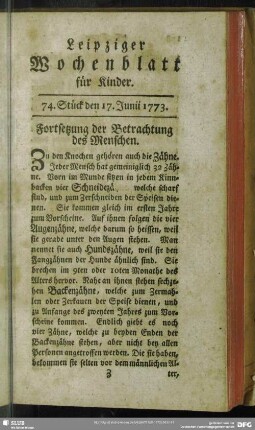 Leipziger
Wochenblatt
für Kinder.
74. Stück den 17. Junii 1773.
Fortsetzung der Betrachtung
des Menschen.
Zu den Knochen gehören auch die Zähne.
Jeder Mensch hat gemeiniglich 32 Zäh-
ne. Vorn im Munde sitzen in jedem Kinn-
backen vier Schneidezä. welche scharf
sind, und zum Zerschneiden der Speisen die-
nen. Sie kommen gleich im ersten Jahre
zum Vorscheine. Auf ihnen folgen die vier
Augenzähne, welche darum so heissen, weil
sie gerade unter den Augen stehen. Man
nennet sie auch Hundszähne, weil sie den
Fangzähnen der Hunde ähnlich sind. Sie
brechen im 9ten oder 10ten Monathe des
Alters hervor. Nahe an ihnen stehen sechze-
hen Backenzähne, welche zum Zermah-
len oder Zerkauen der Speise dienen, und
zu Anfange des zweyten Jahres zum Vor-
scheine kommen. Endlich giebt es noch
vier Zähne, welche zu beyden Enden der
Backenzähne stehen, aber nicht bey allen
Personen angetroffen werden. Die sie haben,
bekommen sie selten vor dem männlichen Al-
ter,
SLUB
DFG